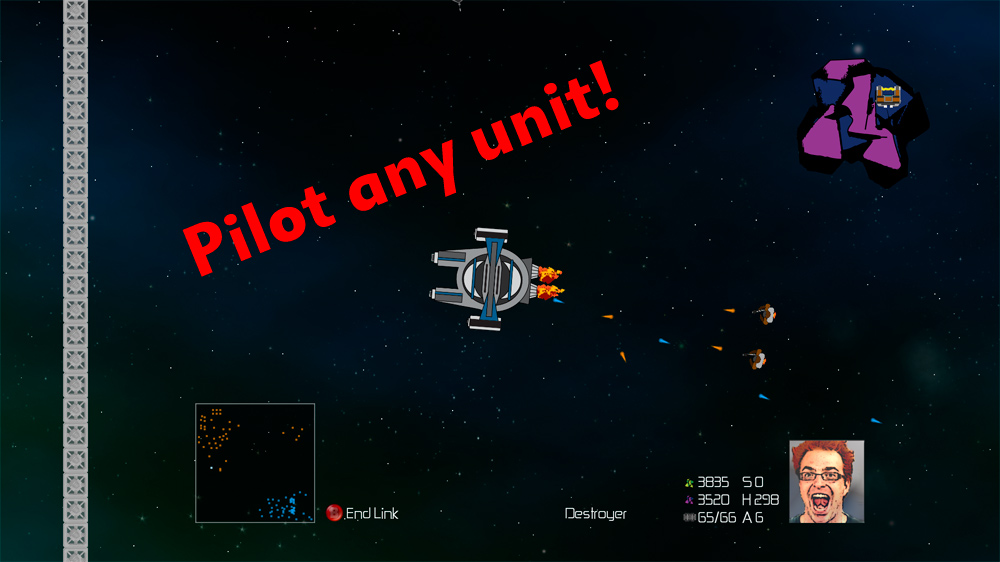 Pilot any unit!
3835 S 0
3520 H 298
End Link
Destroyer
65/66 A 6